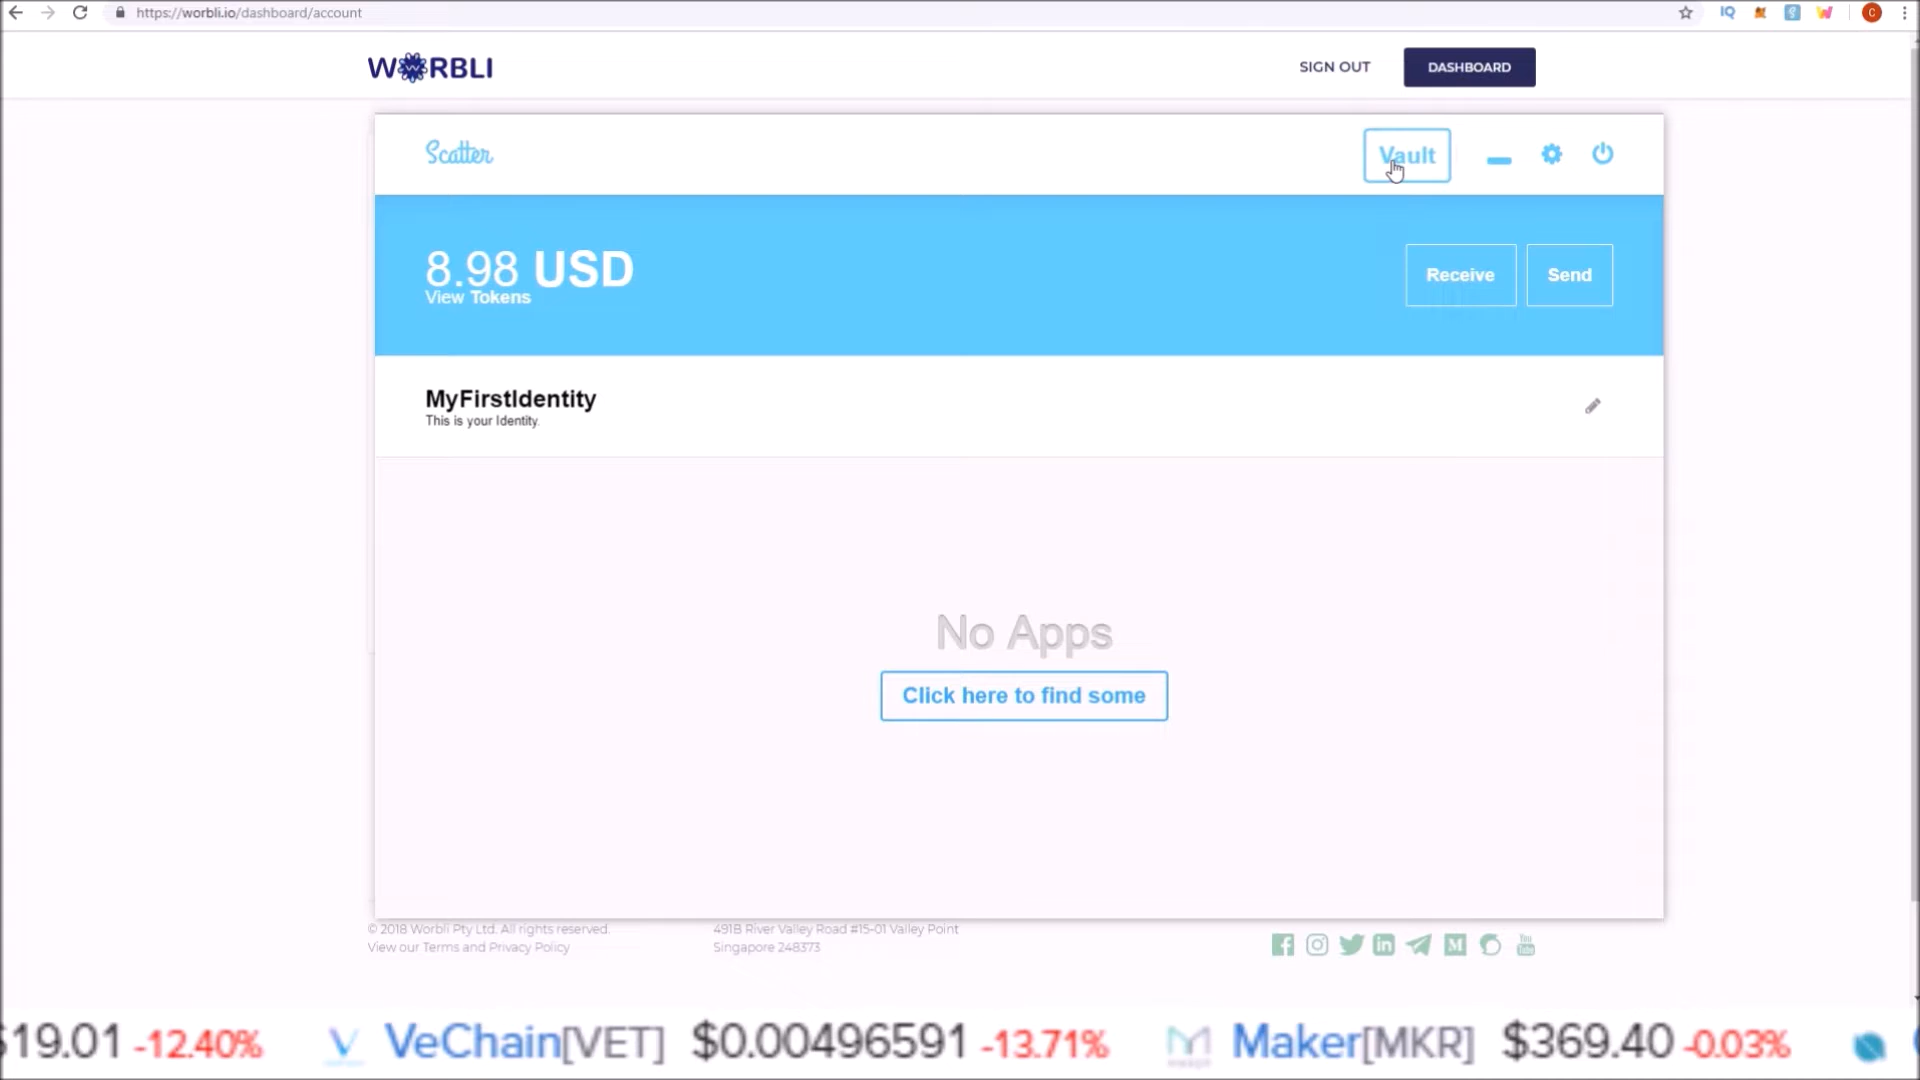 https://worbli.io/dashboard/account
IQ
C
WORBLI
SIGN OUT
DASHBOARD
Scatter
Vault
8.98 USD
View Tokens
Receive
Send
MyFirstIdentity
This is your Identity.
No Apps
Click here to find some
© 2018 Worbli Pty Ltd. All rights reserved.
View our Terms and Privacy Policy
491B River Valley Road #15-01 Valley Point
Singapore 248373
$19.01 -12.40% VeChain[VET] $0.00496591 -13.71% Maker[MKR] $369.40 -0.03%